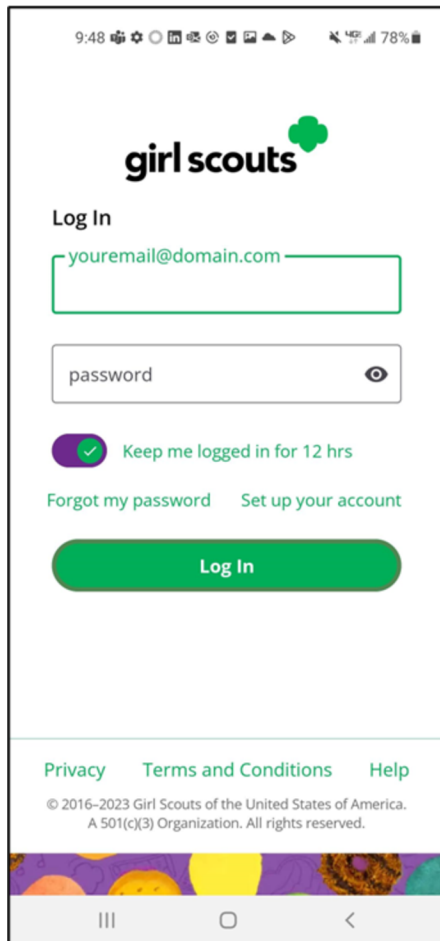 9:48 78%
girl scouts
Log In
youremail@domain.com
password
Keep me logged in for 12 hrs
Forgot my password Set up your account
Log In
Privacy Terms and Conditions Help
© 2016–2023 Girl Scouts of the United States of America.
A 501(c)(3) Organization. All rights reserved.